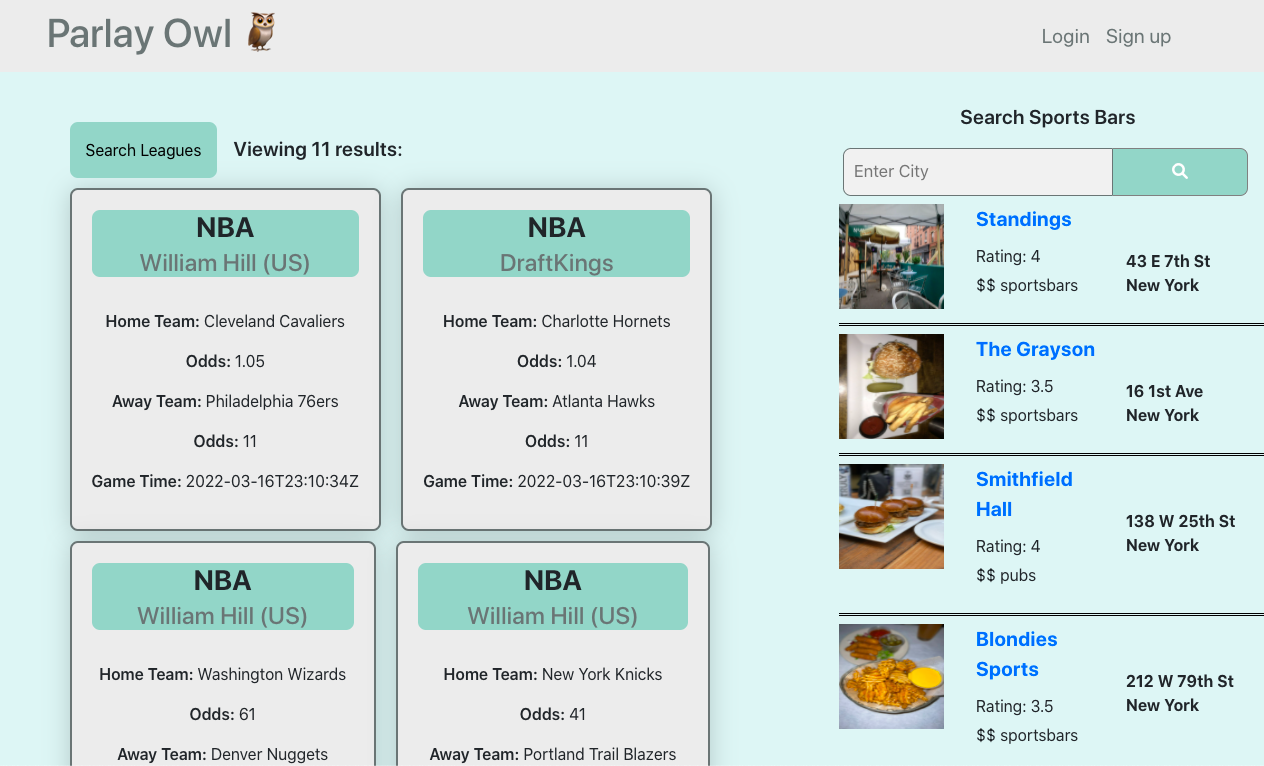 Parlay Owl
Login Sign up
Search Leagues
Viewing 11 results:
NBA
William Hill (US)
Home Team: Cleveland Cavaliers
Odds: 1.05
Away Team: Philadelphia 76ers
Odds: 11
Game Time: 2022-03-16T23:10:34Z
NBA
DraftKings
Home Team: Charlotte Hornets
Odds: 1.04
Away Team: Atlanta Hawks
Odds: 11
Game Time: 2022-03-16T23:10:39Z
NBA
William Hill (US)
Home Team: Washington Wizards
Odds: 61
Away Team: Denver Nuggets
NBA
William Hill (US)
Home Team: New York Knicks
Odds: 41
Away Team: Portland Trail Blazers
Search Sports Bars
Enter City
Standings
Rating: 4
$$ sportsbars
43 E 7th St
New York
The Grayson
Rating: 3.5
$$ sportsbars
16 1st Ave
New York
Smithfield
Hall
Rating: 4
$$ pubs
138 W 25th St
New York
Blondies
Sports
Rating: 3.5
$$ sportsbars
212 W 79th St
New York